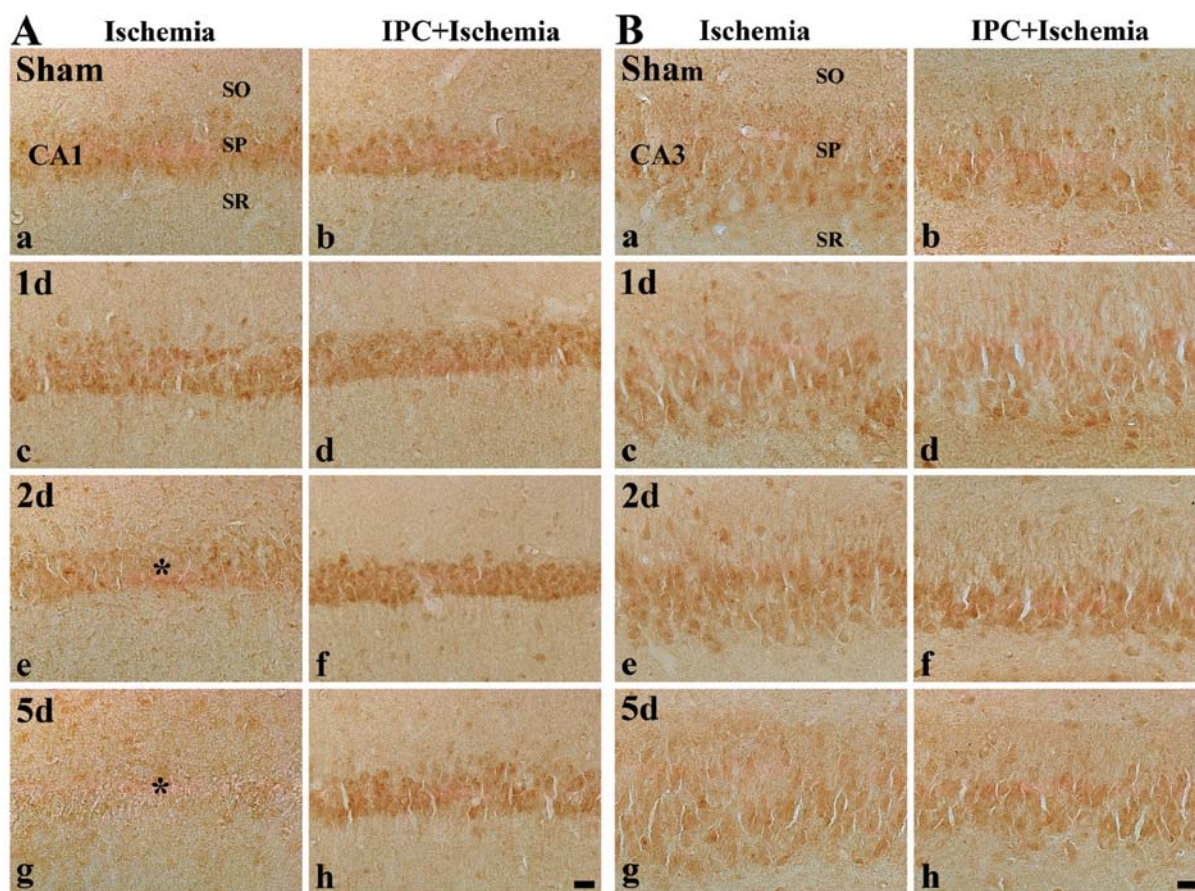 A Ischemia IPC+Ischemia B Ischemia IPC+Ischemia
Sham SO SP CA1 SR a b Sham SO SP CA3 SR a b
1d c d 1d c d
2d * e f 2d e f
5d * g h 5d g h